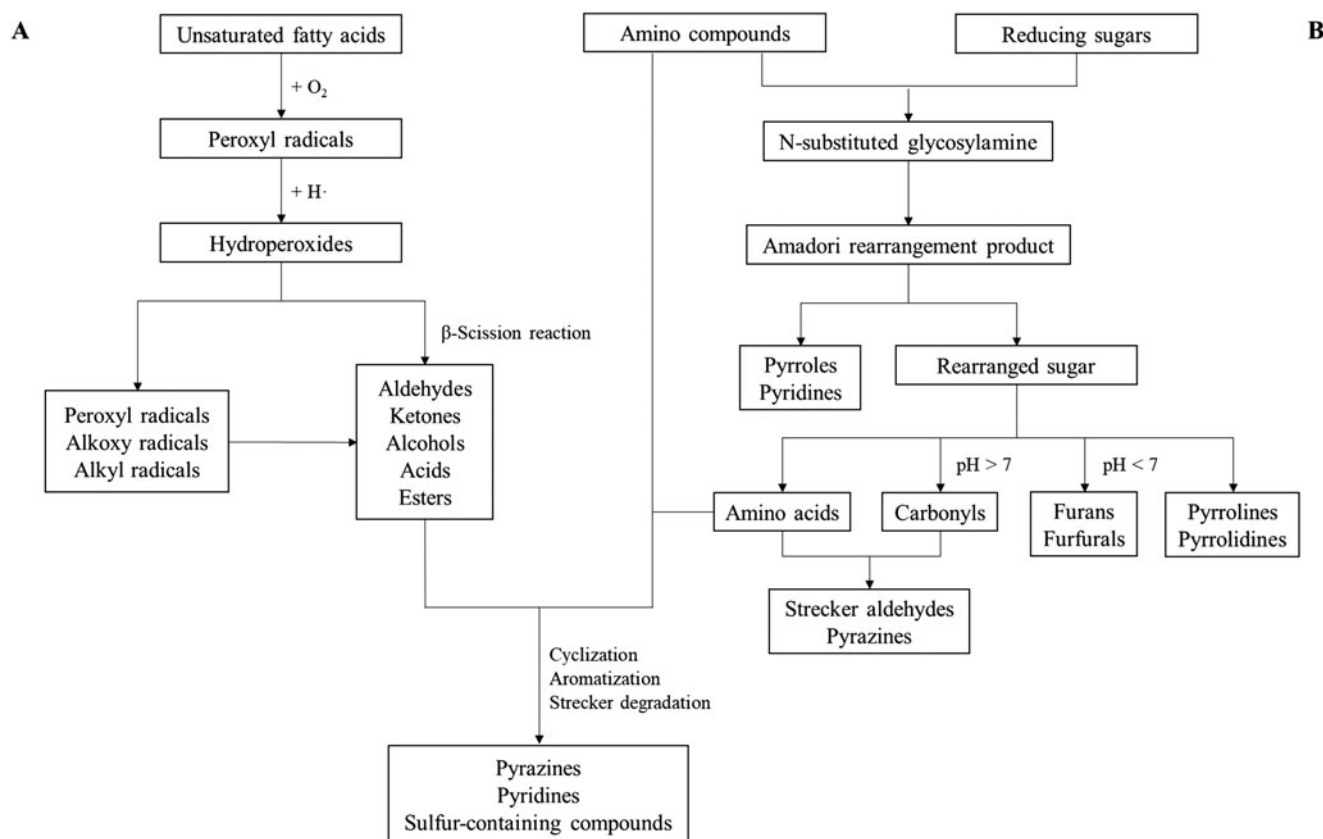 A
Unsaturated fatty acids
+ O₂
Peroxyl radicals
+ H·
Hydroperoxides
β-Scission reaction
Peroxyl radicals
Alkoxy radicals
Alkyl radicals
Aldehydes
Ketones
Alcohols
Acids
Esters
B
Amino compounds
Reducing sugars
N-substituted glycosylamine
Amadori rearrangement product
Pyrroles
Pyridines
Rearranged sugar
pH > 7
pH < 7
Amino acids
Carbonyls
Furans
Furfurals
Pyrrolines
Pyrrolidines
Strecker aldehydes
Pyrazines
Cyclization
Aromatization
Strecker degradation
Pyrazines
Pyridines
Sulfur-containing compounds